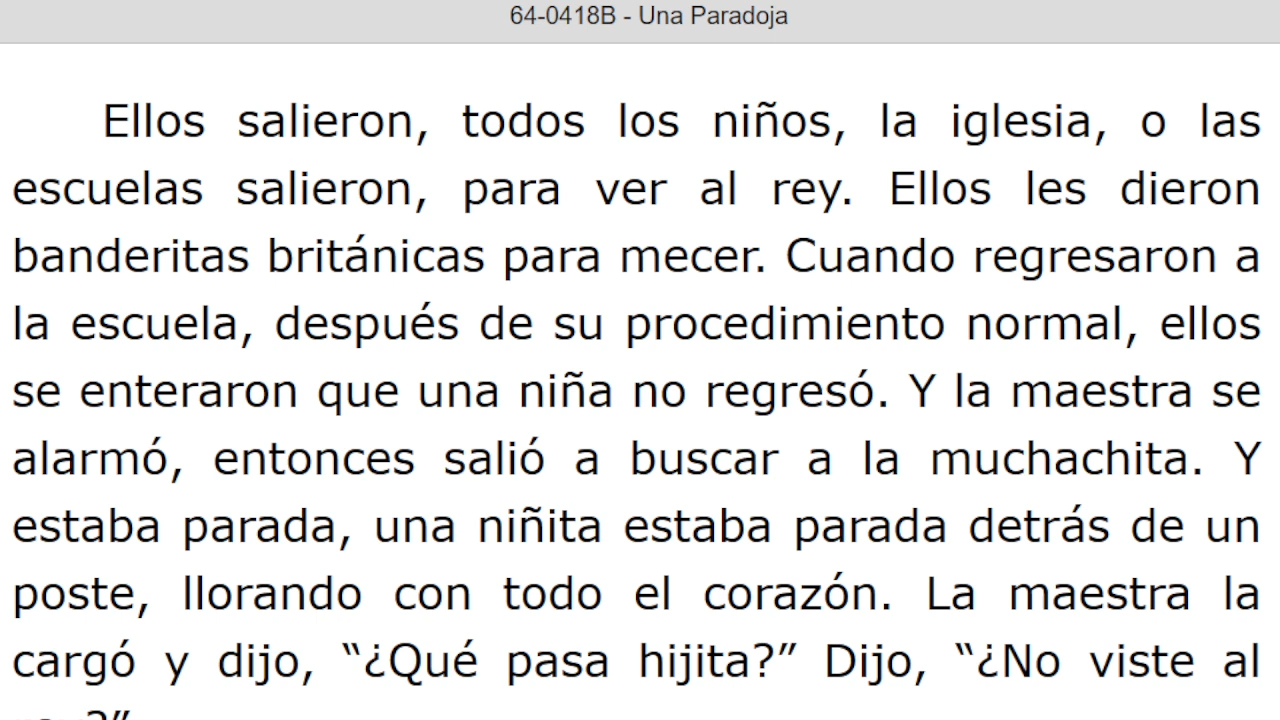 64-0418B - Una Paradoja
Ellos salieron, todos los niños, la iglesia, o las
escuelas salieron, para ver al rey. Ellos les dieron
banderitas británicas para mecer. Cuando regresaron a
la escuela, después de su procedimiento normal, ellos
se enteraron que una niña no regresó. Y la maestra se
alarmó, entonces salió a buscar a la muchachita. Y
estaba parada, una niñita estaba parada detrás de un
poste, llorando con todo el corazón. La maestra la
cargó y dijo, “¿Qué pasa hijita?” Dijo, “¿No viste al